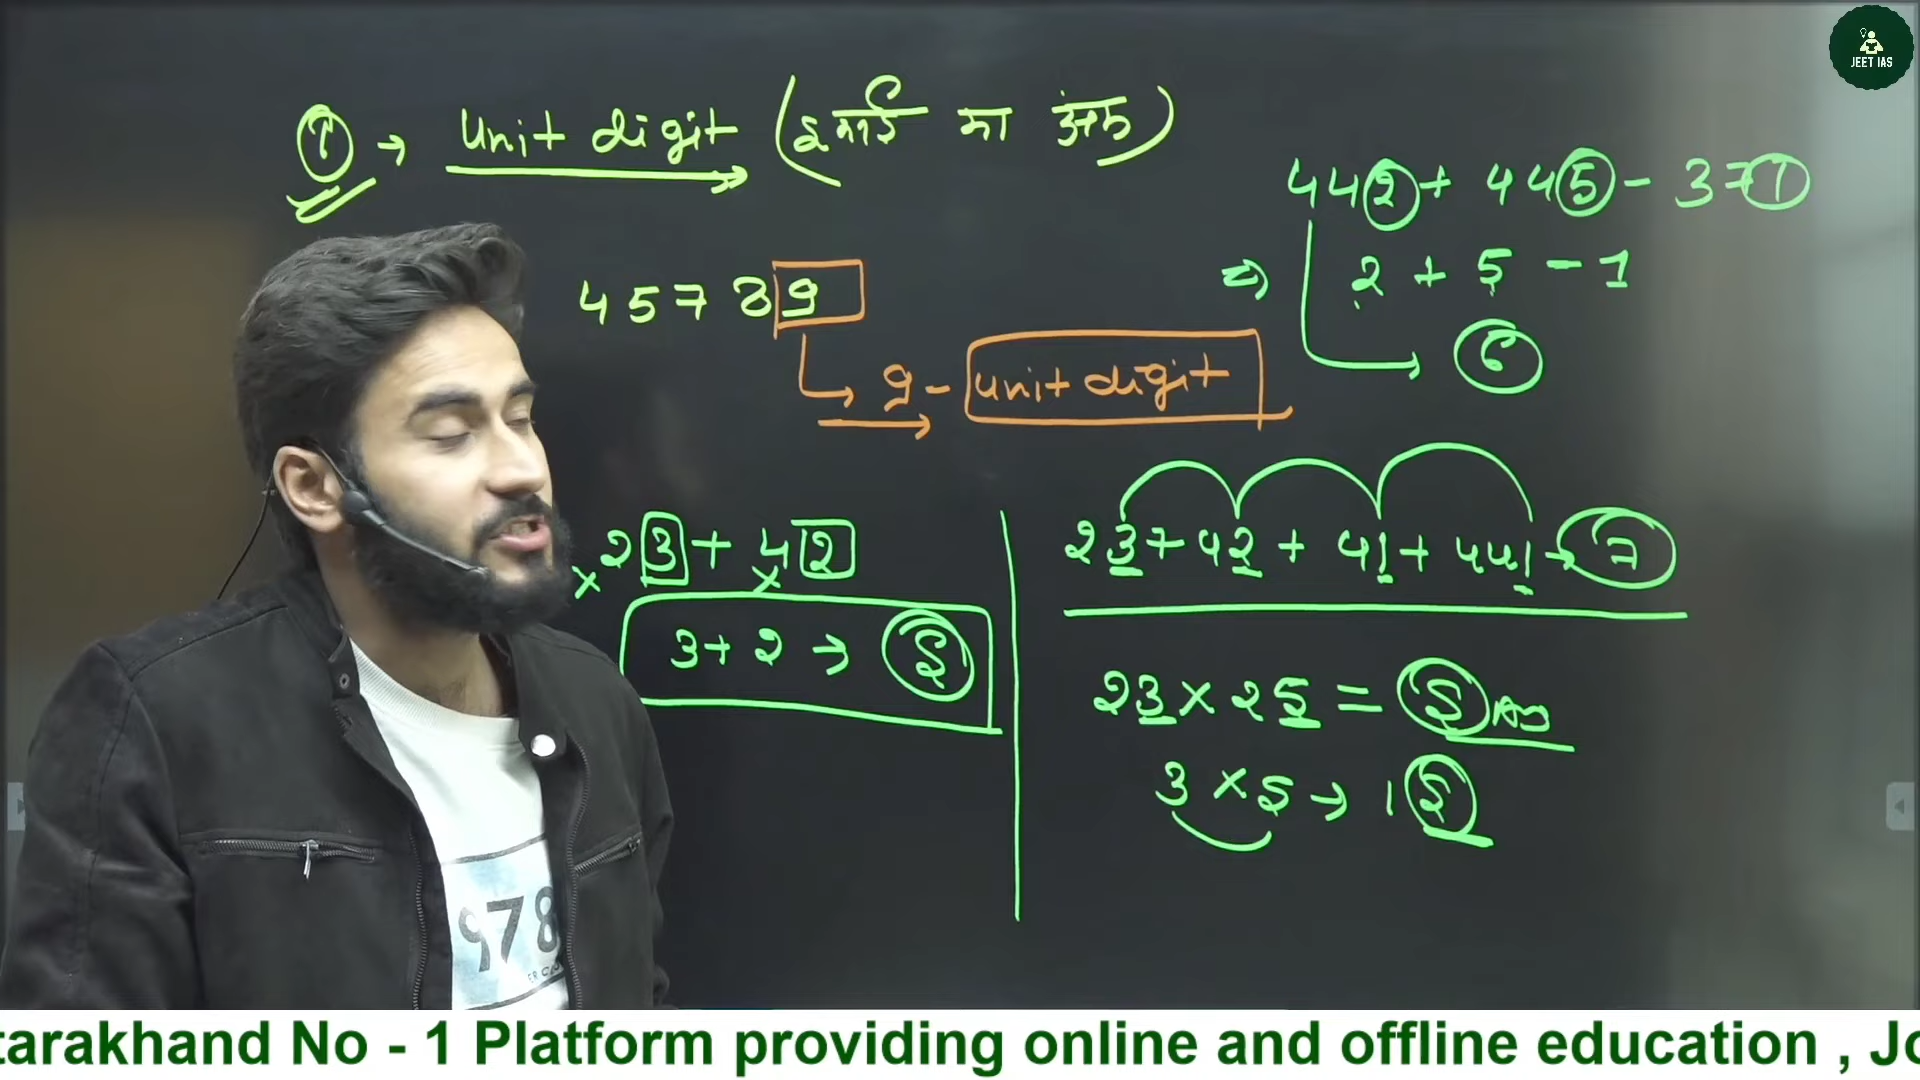 JEET IAS
① → unit digit (इकाई का अंक)
442 + 445 - 371
⇒ 2 + 5 - 1
6
45789
9 - unit digit
23 + 42
3 + 2 → 5
23 + 42 + 41 + 441 → 7
23 × 25 = 5 Ans
3 × 5 → 15
978
tarakhand No - 1 Platform providing online and offline education , Jo